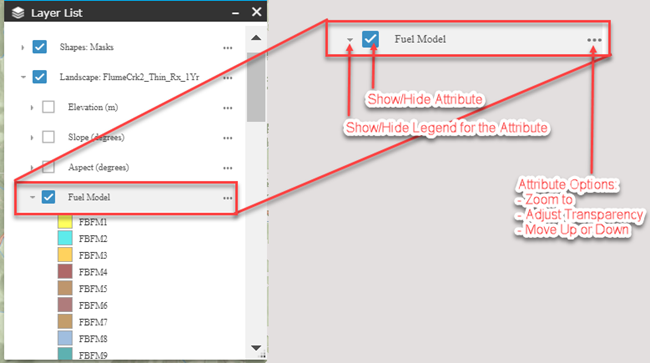 Layer List
Shapes: Masks
Landscape: FlumeCrk2_Thin_Rx_1Yr
Elevation (m)
Slope (degrees)
Aspect (degrees)
Fuel Model
FBFM1
FBFM2
FBFM3
FBFM4
FBFM5
FBFM6
FBFM7
FBFM8
FBFM9
Fuel Model
Show/Hide Attribute
Show/Hide Legend for the Attribute
Attribute Options:
- Zoom to
- Adjust Transparency
- Move Up or Down